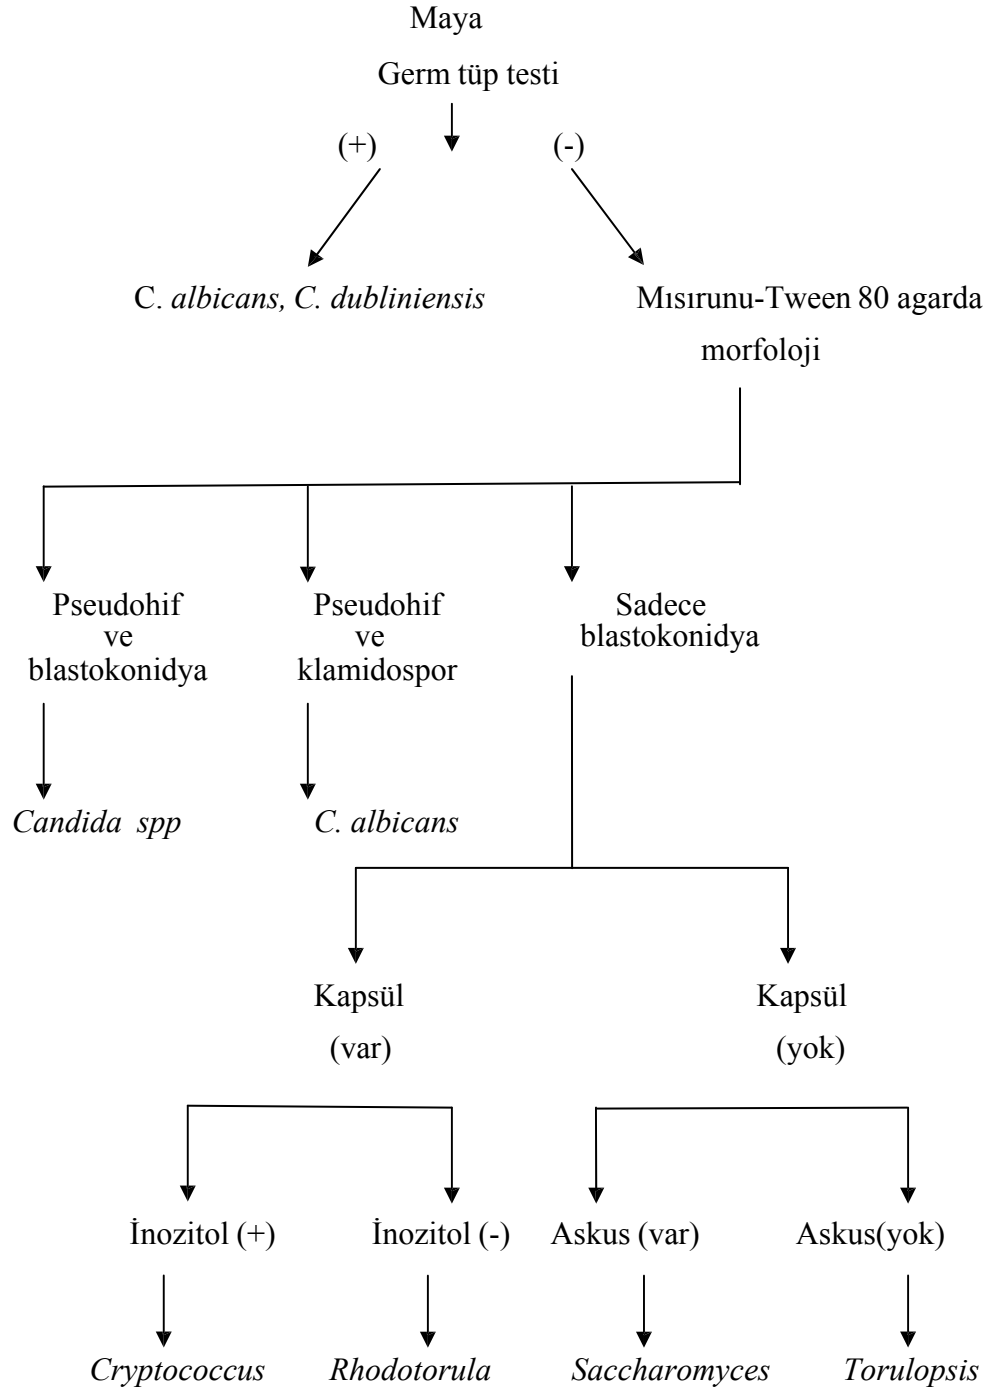 Maya
Germ tüp testi
(+) (-)
C. albicans, C. dubliniensis Mısırunu-Tween 80 agarda
morfoloji
Pseudohif Pseudohif Sadece
ve ve blastokonidya
blastokonidya klamidospor
Candida spp C. albicans
Kapsül Kapsül
(var) (yok)
İnozitol (+) İnozitol (-) Askus (var) Askus(yok)
Cryptococcus Rhodotorula Saccharomyces Torulopsis